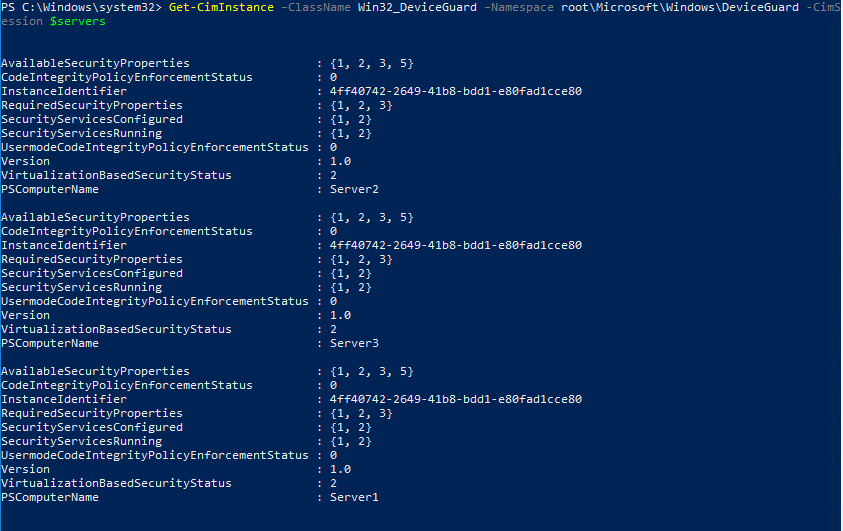 PS C:\Windows\system32> Get-CimInstance -ClassName Win32_DeviceGuard -Namespace root\Microsoft\Windows\DeviceGuard -CimS
ession $servers
AvailableSecurityProperties : {1, 2, 3, 5}
CodeIntegrityPolicyEnforcementStatus : 0
InstanceIdentifier : 4ff40742-2649-41b8-bdd1-e80fad1cce80
RequiredSecurityProperties : {1, 2, 3}
SecurityServicesConfigured : {1, 2}
SecurityServicesRunning : {1, 2}
UsermodeCodeIntegrityPolicyEnforcementStatus : 0
Version : 1.0
VirtualizationBasedSecurityStatus : 2
PSComputerName : Server2
AvailableSecurityProperties : {1, 2, 3, 5}
CodeIntegrityPolicyEnforcementStatus : 0
InstanceIdentifier : 4ff40742-2649-41b8-bdd1-e80fad1cce80
RequiredSecurityProperties : {1, 2, 3}
SecurityServicesConfigured : {1, 2}
SecurityServicesRunning : {1, 2}
UsermodeCodeIntegrityPolicyEnforcementStatus : 0
Version : 1.0
VirtualizationBasedSecurityStatus : 2
PSComputerName : Server3
AvailableSecurityProperties : {1, 2, 3, 5}
CodeIntegrityPolicyEnforcementStatus : 0
InstanceIdentifier : 4ff40742-2649-41b8-bdd1-e80fad1cce80
RequiredSecurityProperties : {1, 2, 3}
SecurityServicesConfigured : {1, 2}
SecurityServicesRunning : {1, 2}
UsermodeCodeIntegrityPolicyEnforcementStatus : 0
Version : 1.0
VirtualizationBasedSecurityStatus : 2
PSComputerName : Server1